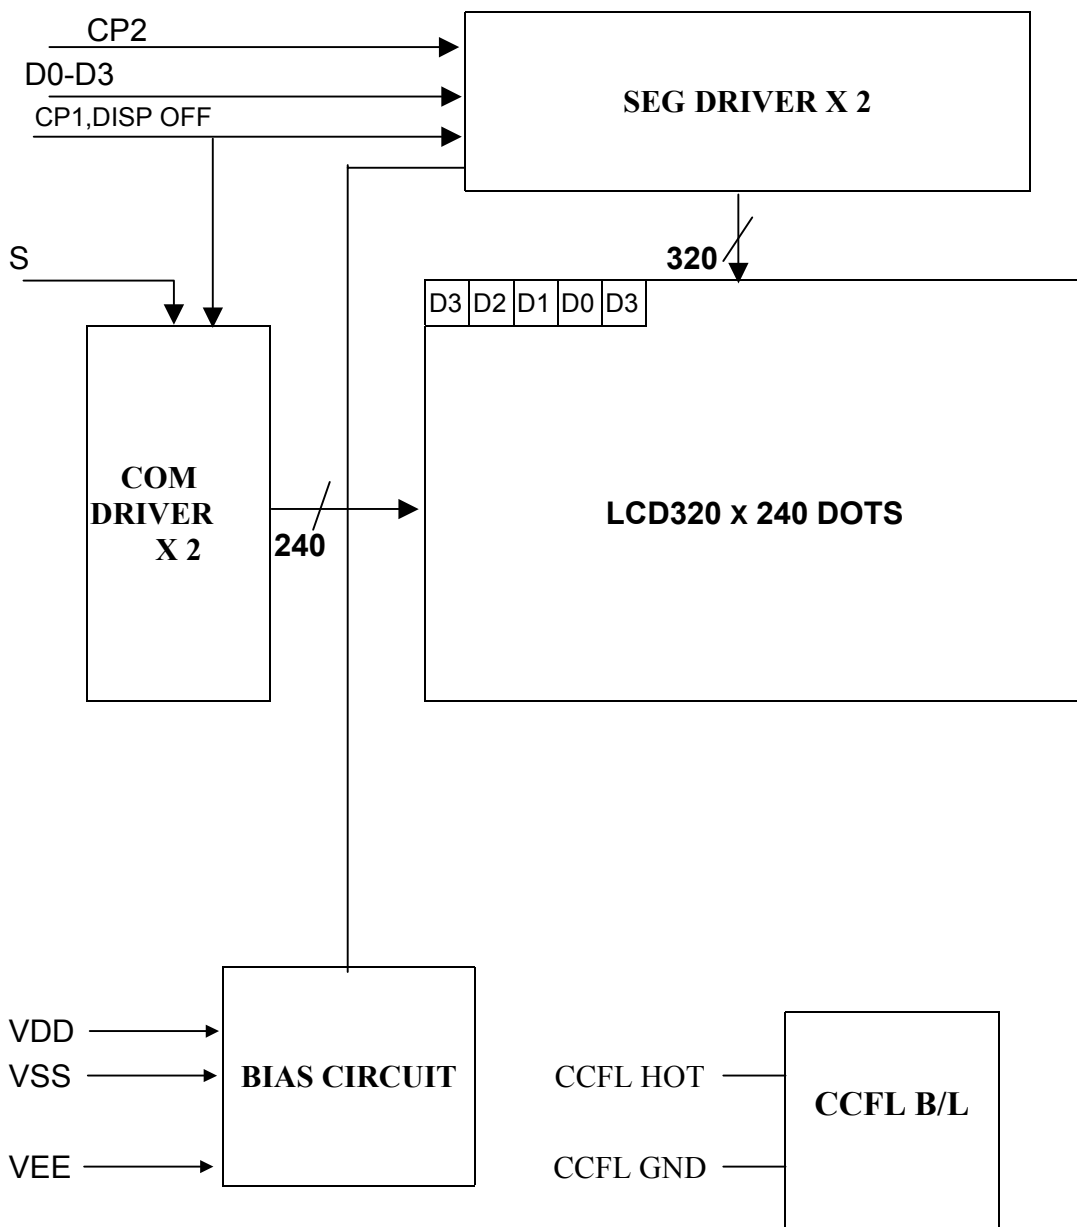 CP2
D0-D3
CP1,DISP OFF
SEG DRIVER X 2
S
320
D3 D2 D1 D0 D3
COM
DRIVER
X 2
240
LCD320 X 240 DOTS
VDD
VSS
VEE
BIAS CIRCUIT
CCFL HOT
CCFL GND
CCFL B/L